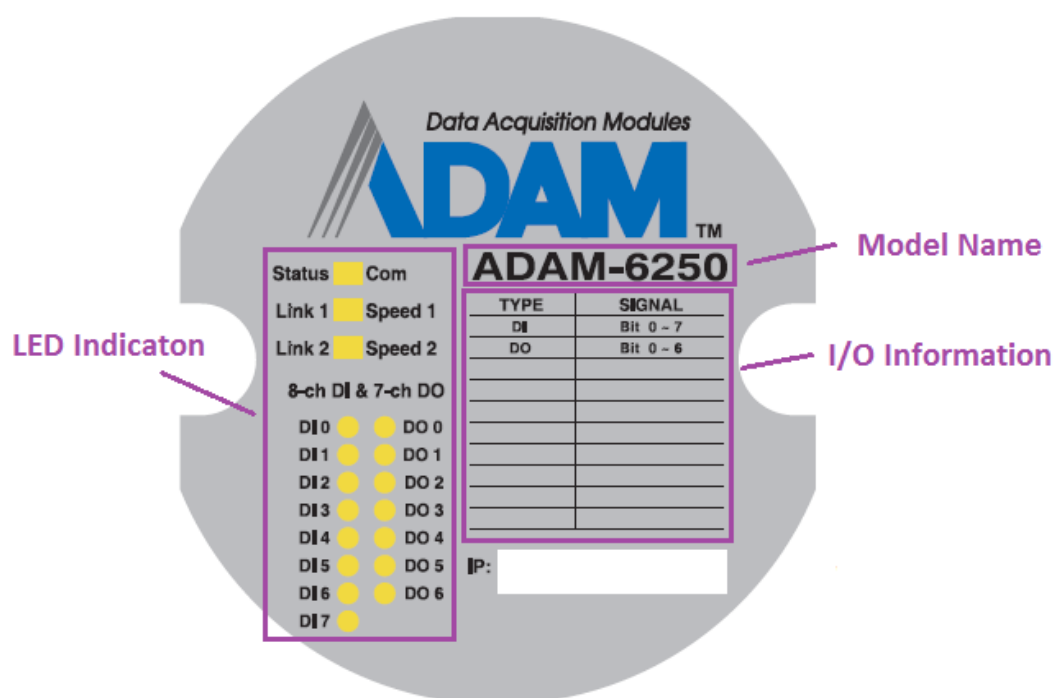 Data Acquisition Modules
ADAM
TM
Model Name
ADAM-6250
Status Com
Link 1 Speed 1
Link 2 Speed 2
TYPE SIGNAL
DI Bit 0 ~ 7
DO Bit 0 ~ 6
LED Indicaton
I/O Information
8-ch DI & 7-ch DO
DI 0 DO 0
DI 1 DO 1
DI 2 DO 2
DI 3 DO 3
DI 4 DO 4
DI 5 DO 5
DI 6 DO 6
DI 7
IP: